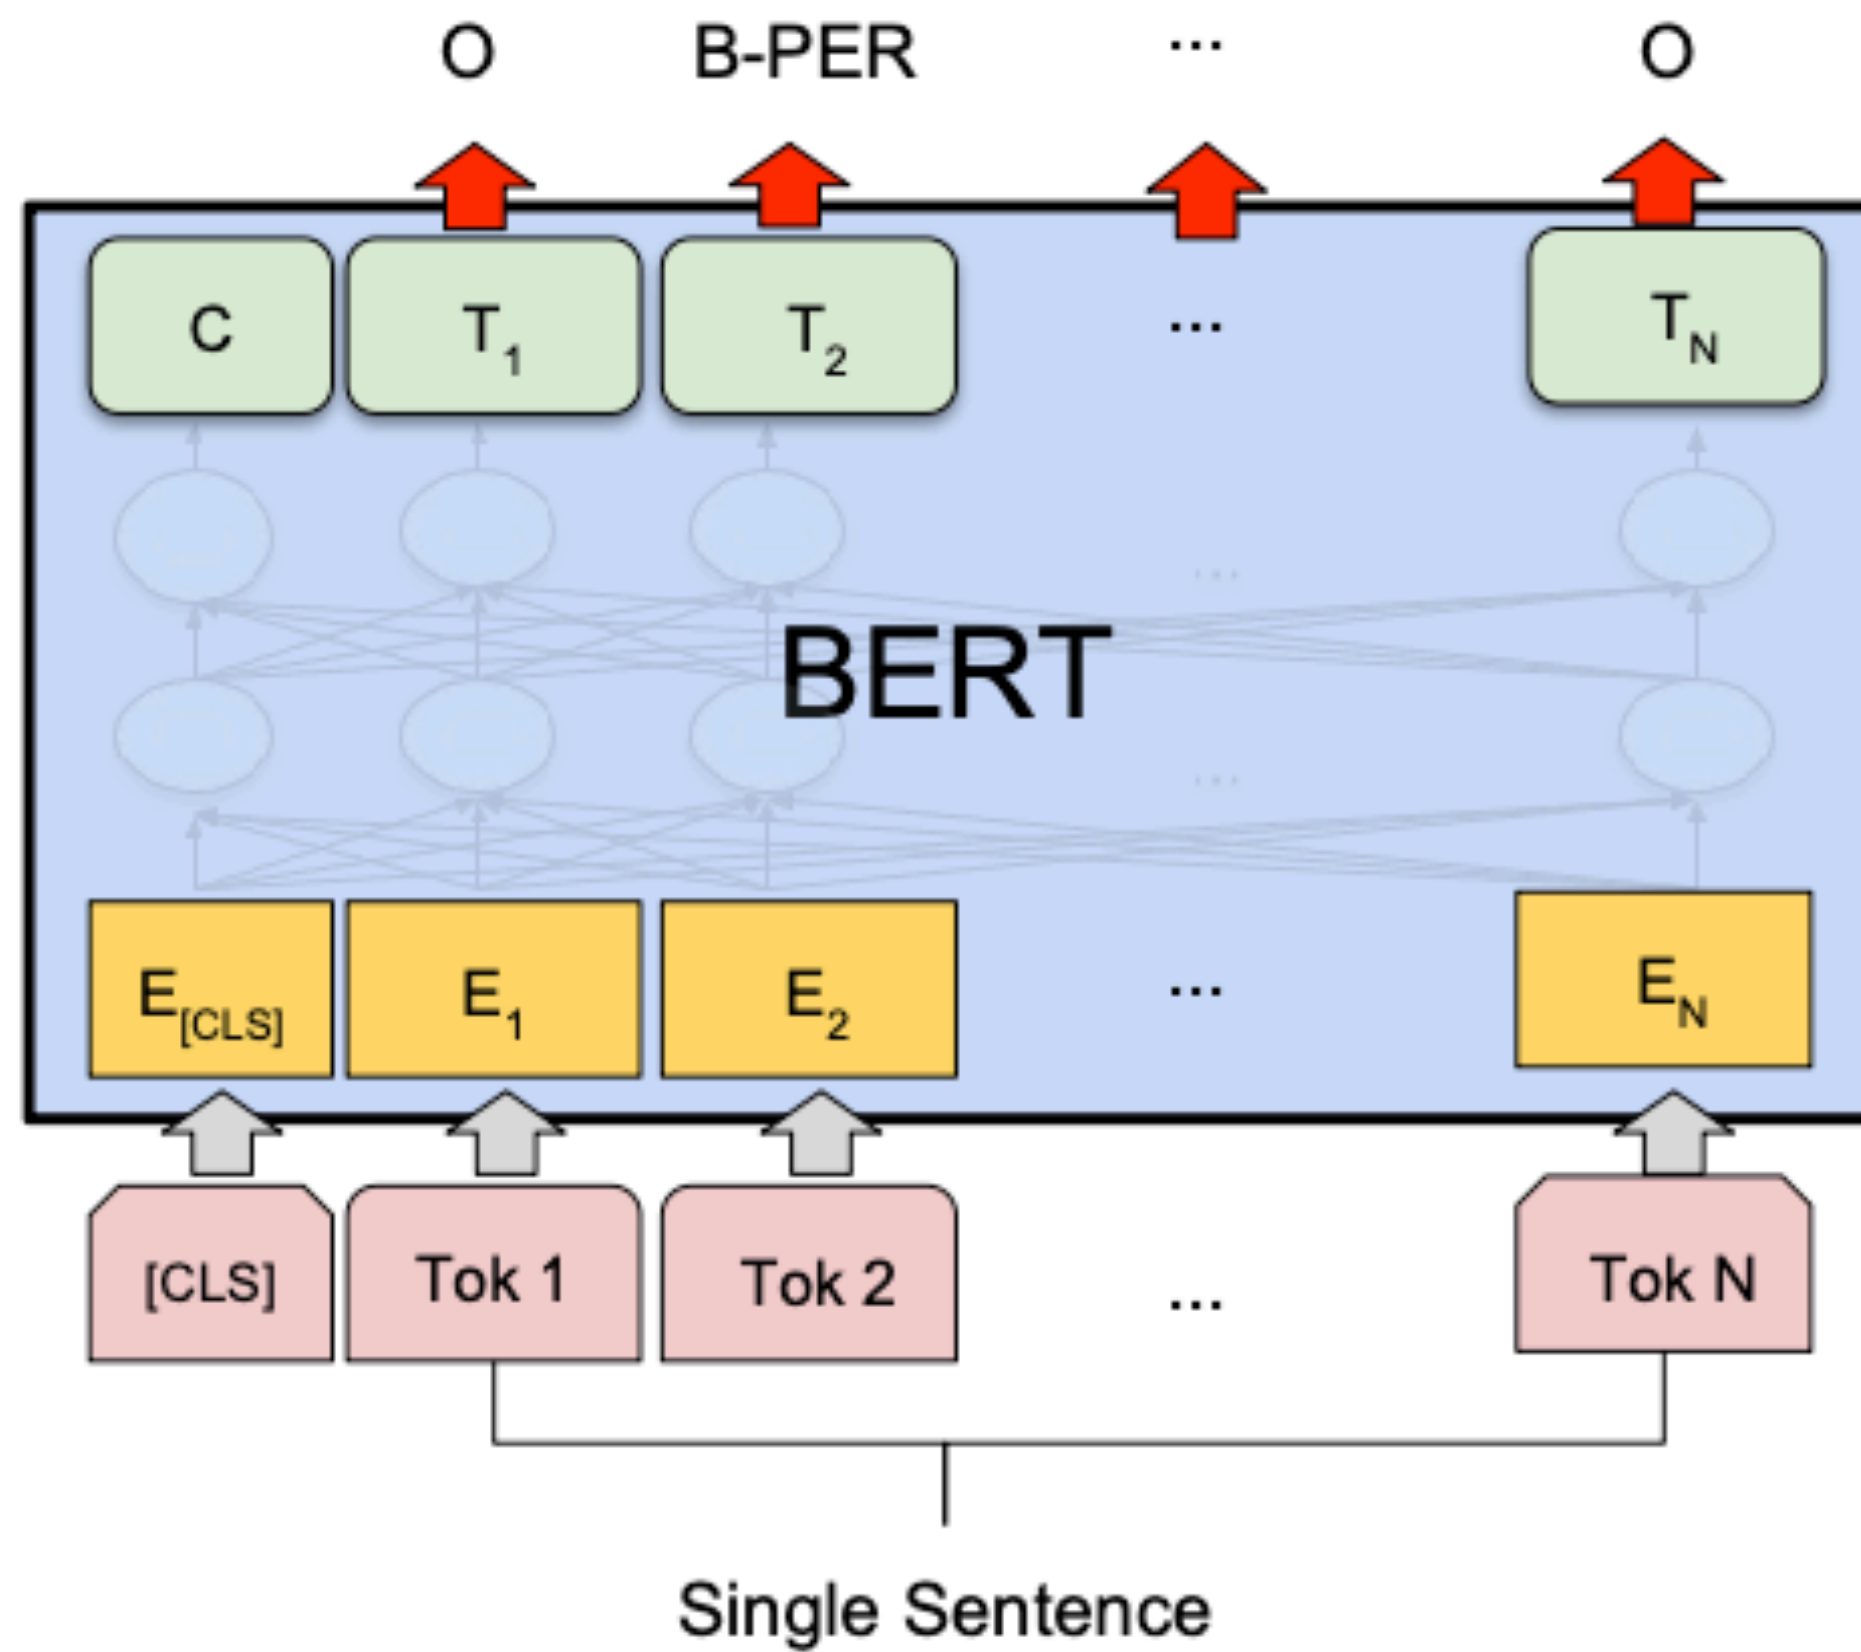 O B-PER ... O
C T1 T2 ... TN
...
BERT
...
E[CLS] E1 E2 ... EN
[CLS] Tok 1 Tok 2 ... Tok N
Single Sentence